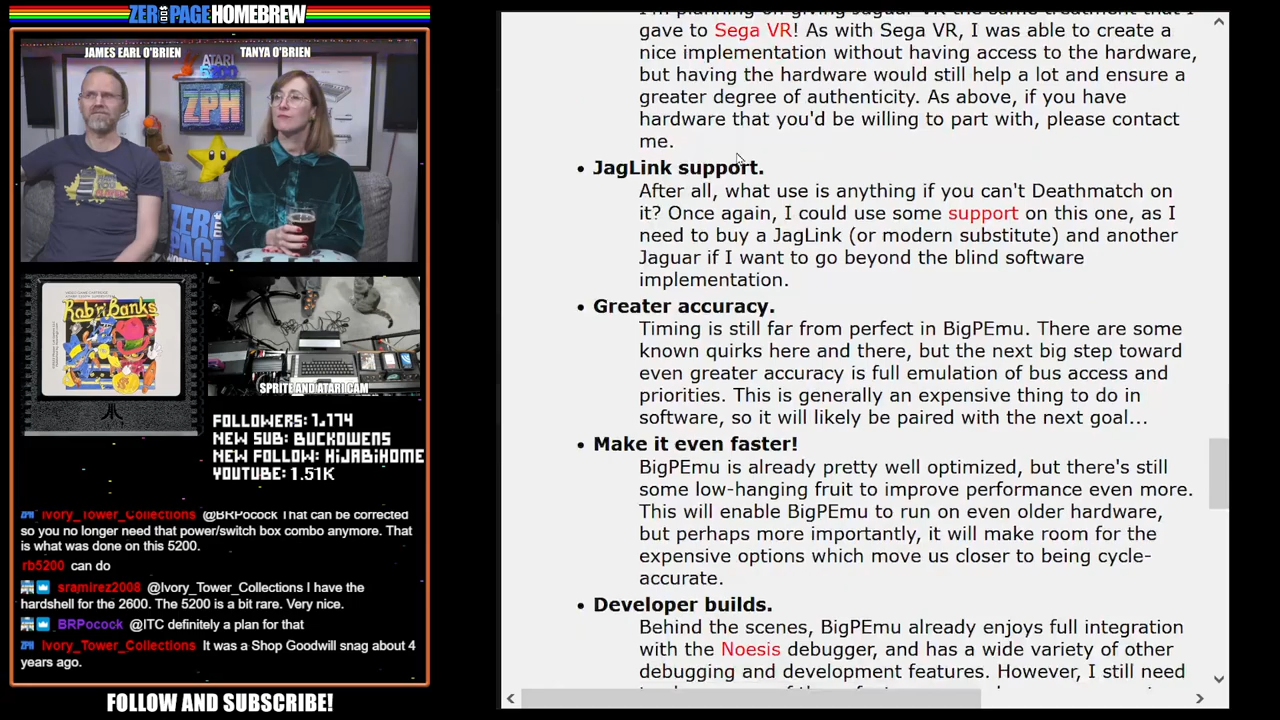 ZERO PAGE HOMEBREW
JAMES EARL O'BRIEN
TANYA O'BRIEN
ATARI
5200
ZPH
ZERO
PAGE
Rob'n'Banks
SPRITE AND ATARI CAM
FOLLOWERS: 1,174
NEW SUB: BUCKOWENS
NEW FOLLOW: HIJABIHOME
YOUTUBE: 1.51K
Ivory_Tower_Collections @BRPocock That can be corrected
so you no longer need that power/switch box combo anymore. That
is what was done on this 5200.
rb5200 can do
sramirez2008 @Ivory_Tower_Collections I have the
hardshell for the 2600. The 5200 is a bit rare. Very nice.
BRPocock @ITC definitely a plan for that
Ivory_Tower_Collections It was a Shop Goodwill snag about 4
years ago.
FOLLOW AND SUBSCRIBE!
gave to Sega VR! As with Sega VR, I was able to create a
nice implementation without having access to the hardware,
but having the hardware would still help a lot and ensure a
greater degree of authenticity. As above, if you have
hardware that you'd be willing to part with, please contact
me.
• JagLink support.
After all, what use is anything if you can't Deathmatch on
it? Once again, I could use some support on this one, as I
need to buy a JagLink (or modern substitute) and another
Jaguar if I want to go beyond the blind software
implementation.
• Greater accuracy.
Timing is still far from perfect in BigPEmu. There are some
known quirks here and there, but the next big step toward
even greater accuracy is full emulation of bus access and
priorities. This is generally an expensive thing to do in
software, so it will likely be paired with the next goal...
• Make it even faster!
BigPEmu is already pretty well optimized, but there's still
some low-hanging fruit to improve performance even more.
This will enable BigPEmu to run on even older hardware,
but perhaps more importantly, it will make room for the
expensive options which move us closer to being cycle-
accurate.
• Developer builds.
Behind the scenes, BigPEmu already enjoys full integration
with the Noesis debugger, and has a wide variety of other
debugging and development features. However, I still need